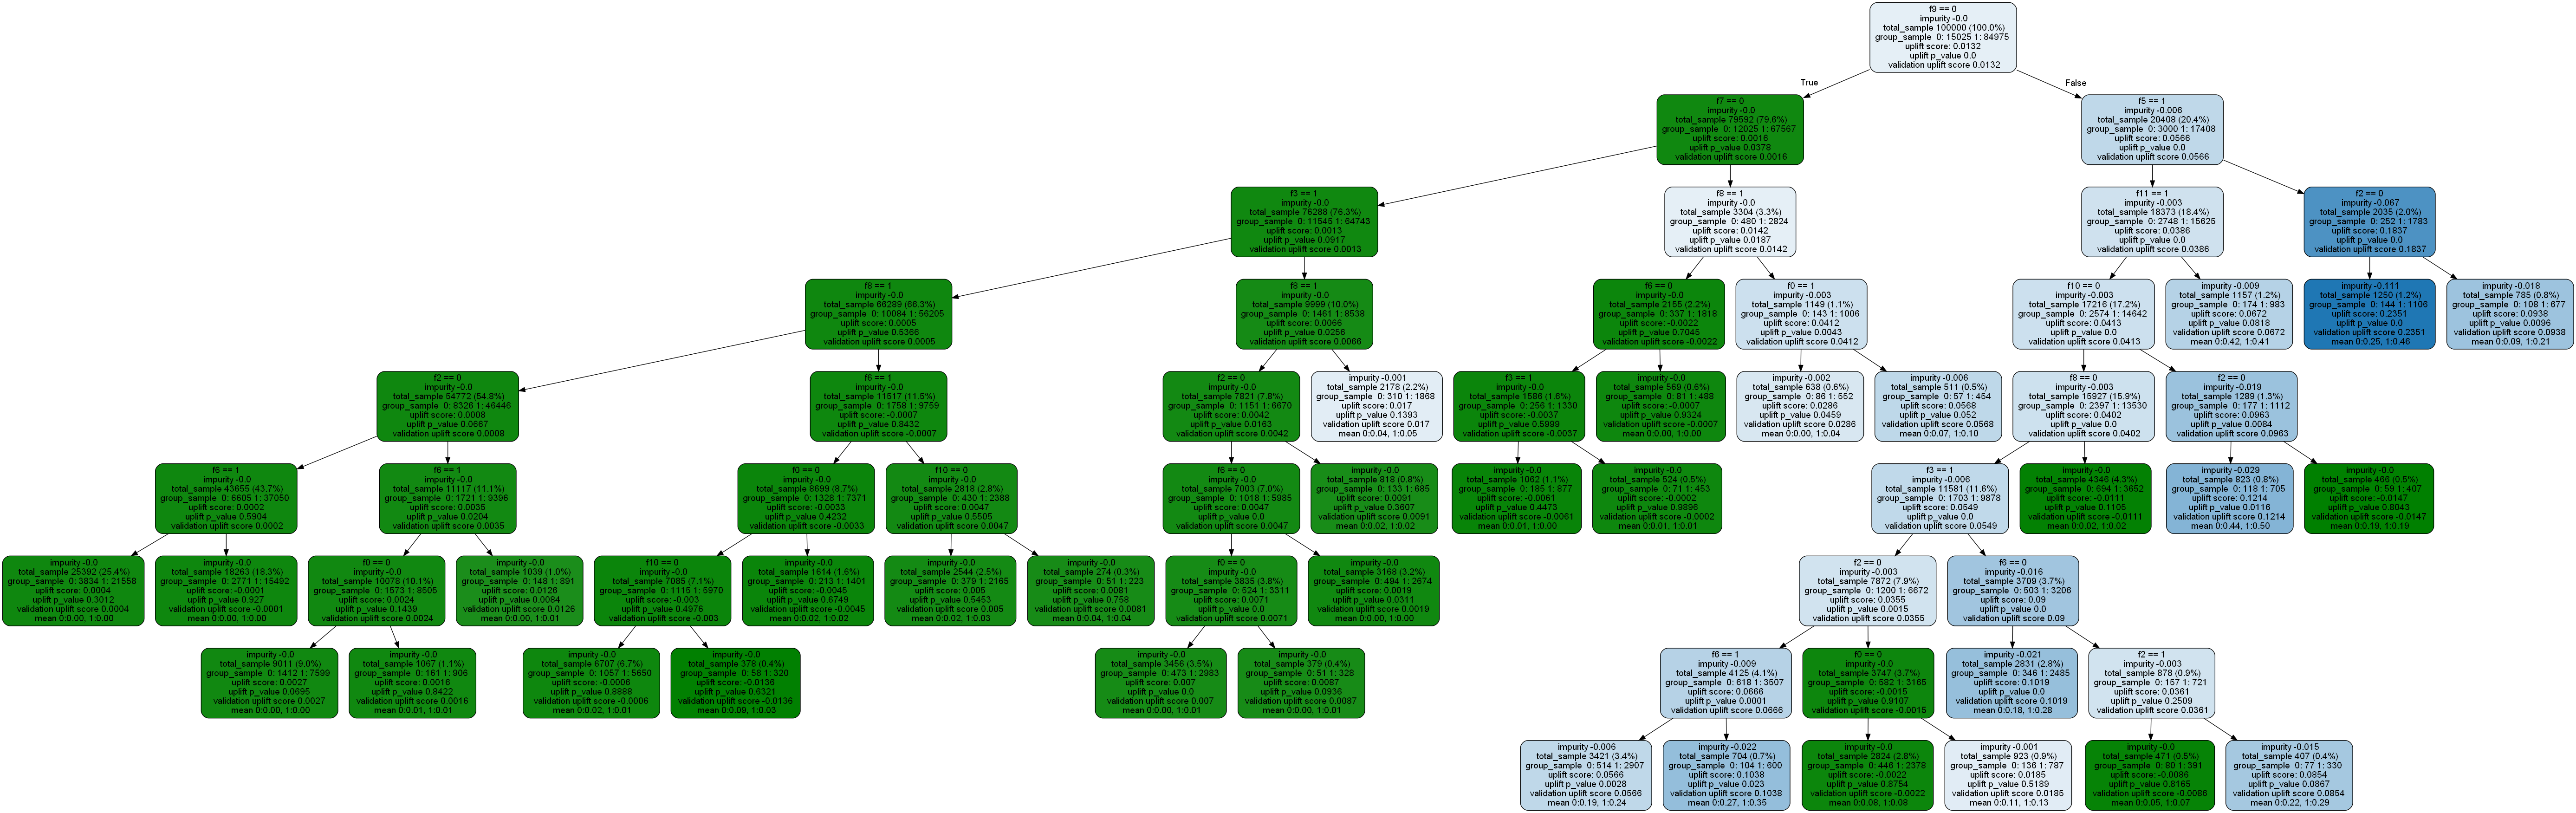 f9 == 0
impurity -0.0
total_sample 100000 (100.0%)
group_sample 0: 15025 1: 84975
uplift score: 0.0132
uplift p_value 0.0
validation uplift score 0.0132
True
False
f7 == 0
impurity -0.0
total_sample 79592 (79.6%)
group_sample 0: 12025 1: 67567
uplift score: 0.0016
uplift p_value 0.0378
validation uplift score 0.0016
f5 == 1
impurity -0.006
total_sample 20408 (20.4%)
group_sample 0: 3000 1: 17408
uplift score: 0.0566
uplift p_value 0.0
validation uplift score 0.0566
f3 == 1
impurity -0.0
total_sample 76288 (76.3%)
group_sample 0: 11545 1: 64743
uplift score: 0.0013
uplift p_value 0.0917
validation uplift score 0.0013
f8 == 1
impurity -0.0
total_sample 3304 (3.3%)
group_sample 0: 480 1: 2824
uplift score: 0.0142
uplift p_value 0.0187
validation uplift score 0.0142
f11 == 1
impurity -0.003
total_sample 18373 (18.4%)
group_sample 0: 2748 1: 15625
uplift score: 0.0386
uplift p_value 0.0
validation uplift score 0.0386
f2 == 0
impurity -0.067
total_sample 2035 (2.0%)
group_sample 0: 252 1: 1783
uplift score: 0.1837
uplift p_value 0.0
validation uplift score 0.1837
f8 == 1
impurity -0.0
total_sample 66289 (66.3%)
group_sample 0: 10084 1: 56205
uplift score: 0.0005
uplift p_value 0.5366
validation uplift score 0.0005
f8 == 1
impurity -0.0
total_sample 9999 (10.0%)
group_sample 0: 1461 1: 8538
uplift score: 0.0066
uplift p_value 0.0256
validation uplift score 0.0066
f6 == 0
impurity -0.0
total_sample 2155 (2.2%)
group_sample 0: 337 1: 1818
uplift score: -0.0022
uplift p_value 0.7045
validation uplift score -0.0022
f0 == 1
impurity -0.003
total_sample 1149 (1.1%)
group_sample 0: 143 1: 1006
uplift score: 0.0412
uplift p_value 0.0043
validation uplift score 0.0412
f10 == 0
impurity -0.003
total_sample 17216 (17.2%)
group_sample 0: 2574 1: 14642
uplift score: 0.0413
uplift p_value 0.0
validation uplift score 0.0413
impurity -0.009
total_sample 1157 (1.2%)
group_sample 0: 174 1: 983
uplift score: 0.0672
uplift p_value 0.0818
validation uplift score 0.0672
mean 0:0.42, 1:0.41
impurity -0.111
total_sample 1250 (1.2%)
group_sample 0: 144 1: 1106
uplift score: 0.2351
uplift p_value 0.0
validation uplift score 0.2351
mean 0:0.25, 1:0.46
impurity -0.018
total_sample 785 (0.8%)
group_sample 0: 108 1: 677
uplift score: 0.0938
uplift p_value 0.0096
validation uplift score 0.0938
mean 0:0.09, 1:0.21
f2 == 0
impurity -0.0
total_sample 54772 (54.8%)
group_sample 0: 8326 1: 46446
uplift score: 0.0008
uplift p_value 0.0667
validation uplift score 0.0008
f6 == 1
impurity -0.0
total_sample 11517 (11.5%)
group_sample 0: 1758 1: 9759
uplift score: -0.0007
uplift p_value 0.8432
validation uplift score -0.0007
f2 == 0
impurity -0.0
total_sample 7821 (7.8%)
group_sample 0: 1151 1: 6670
uplift score: 0.0042
uplift p_value 0.0163
validation uplift score 0.0042
impurity -0.001
total_sample 2178 (2.2%)
group_sample 0: 310 1: 1868
uplift score: 0.017
uplift p_value 0.1393
validation uplift score 0.017
mean 0:0.04, 1:0.05
f3 == 1
impurity -0.0
total_sample 1586 (1.6%)
group_sample 0: 256 1: 1330
uplift score: -0.0037
uplift p_value 0.5999
validation uplift score -0.0037
impurity -0.0
total_sample 569 (0.6%)
group_sample 0: 81 1: 488
uplift score: -0.0007
uplift p_value 0.9324
validation uplift score -0.0007
mean 0:0.00, 1:0.00
impurity -0.002
total_sample 638 (0.6%)
group_sample 0: 86 1: 552
uplift score: 0.0286
uplift p_value 0.0459
validation uplift score 0.0286
mean 0:0.00, 1:0.04
impurity -0.006
total_sample 511 (0.5%)
group_sample 0: 57 1: 454
uplift score: 0.0568
uplift p_value 0.052
validation uplift score 0.0568
mean 0:0.07, 1:0.10
f8 == 0
impurity -0.003
total_sample 15927 (15.9%)
group_sample 0: 2397 1: 13530
uplift score: 0.0402
uplift p_value 0.0
validation uplift score 0.0402
f2 == 0
impurity -0.019
total_sample 1289 (1.3%)
group_sample 0: 177 1: 1112
uplift score: 0.0963
uplift p_value 0.0084
validation uplift score 0.0963
f6 == 1
impurity -0.0
total_sample 43655 (43.7%)
group_sample 0: 6605 1: 37050
uplift score: 0.0002
uplift p_value 0.5904
validation uplift score 0.0002
f6 == 1
impurity -0.0
total_sample 11117 (11.1%)
group_sample 0: 1721 1: 9396
uplift score: 0.0035
uplift p_value 0.0204
validation uplift score 0.0035
f0 == 0
impurity -0.0
total_sample 8699 (8.7%)
group_sample 0: 1328 1: 7371
uplift score: -0.0033
uplift p_value 0.4232
validation uplift score -0.0033
f10 == 0
impurity -0.0
total_sample 2818 (2.8%)
group_sample 0: 430 1: 2388
uplift score: 0.0047
uplift p_value 0.5505
validation uplift score 0.0047
f6 == 0
impurity -0.0
total_sample 7003 (7.0%)
group_sample 0: 1018 1: 5985
uplift score: 0.0047
uplift p_value 0.0
validation uplift score 0.0047
impurity -0.0
total_sample 818 (0.8%)
group_sample 0: 133 1: 685
uplift score: 0.0091
uplift p_value 0.3607
validation uplift score 0.0091
mean 0:0.02, 1:0.02
impurity -0.0
total_sample 1062 (1.1%)
group_sample 0: 185 1: 877
uplift score: -0.0061
uplift p_value 0.4473
validation uplift score -0.0061
mean 0:0.01, 1:0.00
impurity -0.0
total_sample 524 (0.5%)
group_sample 0: 71 1: 453
uplift score: -0.0002
uplift p_value 0.9896
validation uplift score -0.0002
mean 0:0.01, 1:0.01
f3 == 1
impurity -0.006
total_sample 11581 (11.6%)
group_sample 0: 1703 1: 9878
uplift score: 0.0549
uplift p_value 0.0
validation uplift score 0.0549
impurity -0.0
total_sample 4346 (4.3%)
group_sample 0: 694 1: 3652
uplift score: -0.0111
uplift p_value 0.1105
validation uplift score -0.0111
mean 0:0.02, 1:0.02
impurity -0.029
total_sample 823 (0.8%)
group_sample 0: 118 1: 705
uplift score: 0.1214
uplift p_value 0.0116
validation uplift score 0.1214
mean 0:0.44, 1:0.50
impurity -0.0
total_sample 466 (0.5%)
group_sample 0: 59 1: 407
uplift score: -0.0147
uplift p_value 0.8043
validation uplift score -0.0147
mean 0:0.19, 1:0.19
impurity -0.0
total_sample 25392 (25.4%)
group_sample 0: 3834 1: 21558
uplift score: 0.0004
uplift p_value 0.3012
validation uplift score 0.0004
mean 0:0.00, 1:0.00
impurity -0.0
total_sample 18263 (18.3%)
group_sample 0: 2771 1: 15492
uplift score: -0.0001
uplift p_value 0.927
validation uplift score -0.0001
mean 0:0.00, 1:0.00
f0 == 0
impurity -0.0
total_sample 10078 (10.1%)
group_sample 0: 1573 1: 8505
uplift score: 0.0024
uplift p_value 0.1439
validation uplift score 0.0024
impurity -0.0
total_sample 1039 (1.0%)
group_sample 0: 148 1: 891
uplift score: 0.0126
uplift p_value 0.0084
validation uplift score 0.0126
mean 0:0.00, 1:0.01
f10 == 0
impurity -0.0
total_sample 7085 (7.1%)
group_sample 0: 1115 1: 5970
uplift score: -0.003
uplift p_value 0.4976
validation uplift score -0.003
impurity -0.0
total_sample 1614 (1.6%)
group_sample 0: 213 1: 1401
uplift score: -0.0045
uplift p_value 0.6749
validation uplift score -0.0045
mean 0:0.02, 1:0.02
impurity -0.0
total_sample 2544 (2.5%)
group_sample 0: 379 1: 2165
uplift score: 0.005
uplift p_value 0.5453
validation uplift score 0.005
mean 0:0.02, 1:0.03
impurity -0.0
total_sample 274 (0.3%)
group_sample 0: 51 1: 223
uplift score: 0.0081
uplift p_value 0.758
validation uplift score 0.0081
mean 0:0.04, 1:0.04
f0 == 0
impurity -0.0
total_sample 3835 (3.8%)
group_sample 0: 524 1: 3311
uplift score: 0.0071
uplift p_value 0.0
validation uplift score 0.0071
impurity -0.0
total_sample 3168 (3.2%)
group_sample 0: 494 1: 2674
uplift score: 0.0019
uplift p_value 0.0311
validation uplift score 0.0019
mean 0:0.00, 1:0.00
f2 == 0
impurity -0.003
total_sample 7872 (7.9%)
group_sample 0: 1200 1: 6672
uplift score: 0.0355
uplift p_value 0.0015
validation uplift score 0.0355
f6 == 0
impurity -0.016
total_sample 3709 (3.7%)
group_sample 0: 503 1: 3206
uplift score: 0.09
uplift p_value 0.0
validation uplift score 0.09
impurity -0.0
total_sample 9011 (9.0%)
group_sample 0: 1412 1: 7599
uplift score: 0.0027
uplift p_value 0.0695
validation uplift score 0.0027
mean 0:0.00, 1:0.00
impurity -0.0
total_sample 1067 (1.1%)
group_sample 0: 161 1: 906
uplift score: 0.0016
uplift p_value 0.8422
validation uplift score 0.0016
mean 0:0.01, 1:0.01
impurity -0.0
total_sample 6707 (6.7%)
group_sample 0: 1057 1: 5650
uplift score: -0.0006
uplift p_value 0.8888
validation uplift score -0.0006
mean 0:0.02, 1:0.01
impurity -0.0
total_sample 378 (0.4%)
group_sample 0: 58 1: 320
uplift score: -0.0136
uplift p_value 0.6321
validation uplift score -0.0136
mean 0:0.09, 1:0.03
impurity -0.0
total_sample 3456 (3.5%)
group_sample 0: 473 1: 2983
uplift score: 0.007
uplift p_value 0.0
validation uplift score 0.007
mean 0:0.00, 1:0.01
impurity -0.0
total_sample 379 (0.4%)
group_sample 0: 51 1: 328
uplift score: 0.0087
uplift p_value 0.0936
validation uplift score 0.0087
mean 0:0.00, 1:0.01
f6 == 1
impurity -0.009
total_sample 4125 (4.1%)
group_sample 0: 618 1: 3507
uplift score: 0.0666
uplift p_value 0.0001
validation uplift score 0.0666
f0 == 0
impurity -0.0
total_sample 3747 (3.7%)
group_sample 0: 582 1: 3165
uplift score: -0.0015
uplift p_value 0.9107
validation uplift score -0.0015
impurity -0.021
total_sample 2831 (2.8%)
group_sample 0: 346 1: 2485
uplift score: 0.1019
uplift p_value 0.0
validation uplift score 0.1019
mean 0:0.18, 1:0.28
f2 == 1
impurity -0.003
total_sample 878 (0.9%)
group_sample 0: 157 1: 721
uplift score: 0.0361
uplift p_value 0.2509
validation uplift score 0.0361
impurity -0.006
total_sample 3421 (3.4%)
group_sample 0: 514 1: 2907
uplift score: 0.0566
uplift p_value 0.0028
validation uplift score 0.0566
mean 0:0.19, 1:0.24
impurity -0.022
total_sample 704 (0.7%)
group_sample 0: 104 1: 600
uplift score: 0.1038
uplift p_value 0.023
validation uplift score 0.1038
mean 0:0.27, 1:0.35
impurity -0.0
total_sample 2824 (2.8%)
group_sample 0: 446 1: 2378
uplift score: -0.0022
uplift p_value 0.8754
validation uplift score -0.0022
mean 0:0.08, 1:0.08
impurity -0.001
total_sample 923 (0.9%)
group_sample 0: 136 1: 787
uplift score: 0.0185
uplift p_value 0.5189
validation uplift score 0.0185
mean 0:0.11, 1:0.13
impurity -0.0
total_sample 471 (0.5%)
group_sample 0: 80 1: 391
uplift score: -0.0086
uplift p_value 0.8165
validation uplift score -0.0086
mean 0:0.05, 1:0.07
impurity -0.015
total_sample 407 (0.4%)
group_sample 0: 77 1: 330
uplift score: 0.0854
uplift p_value 0.0867
validation uplift score 0.0854
mean 0:0.22, 1:0.29